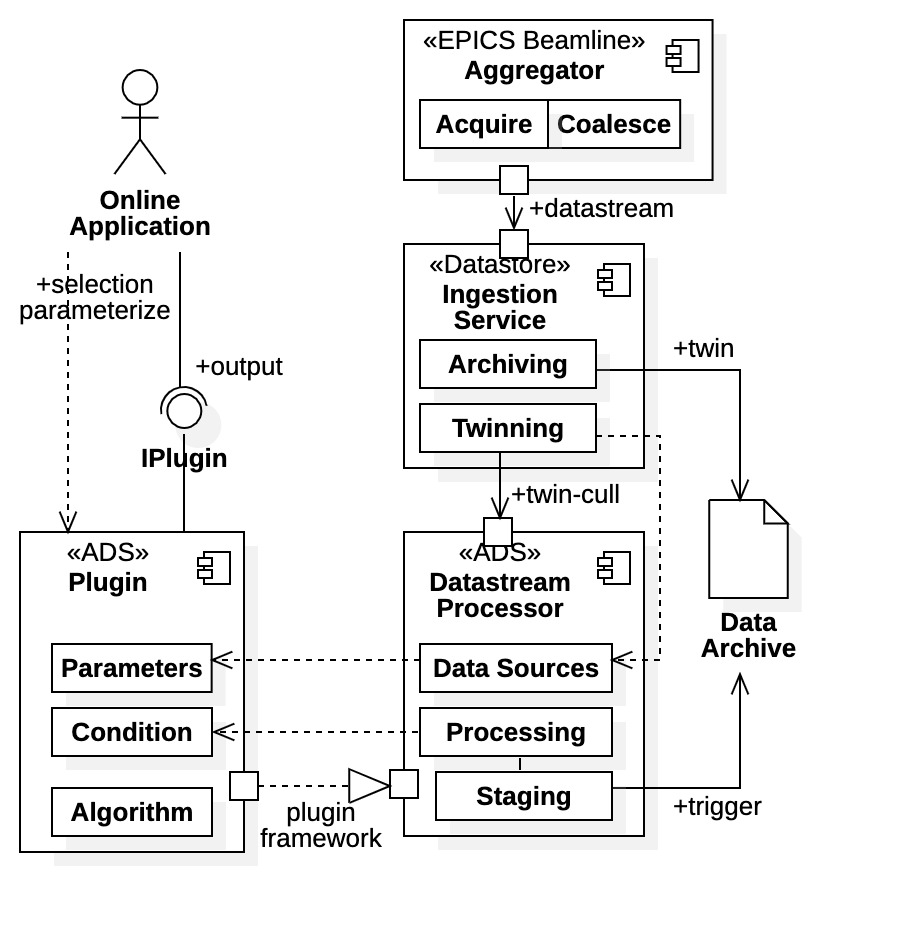 «EPICS Beamline»
Aggregator
Acquire
Coalesce
+datastream
Online
Application
+selection
parameterize
+output
IPlugin
«Datastore»
Ingestion
Service
Archiving
Twinning
+twin
+twin-cull
«ADS»
Plugin
Parameters
Condition
Algorithm
plugin
framework
«ADS»
Datastream
Processor
Data Sources
Processing
Staging
Data
Archive
+trigger